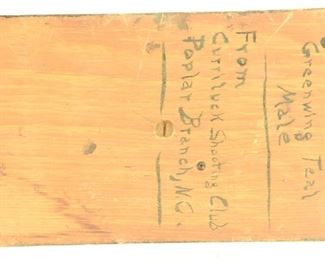 Greenwing Teal
Male
From
Currituck Shooting Club
Poplar Branch, N.C.